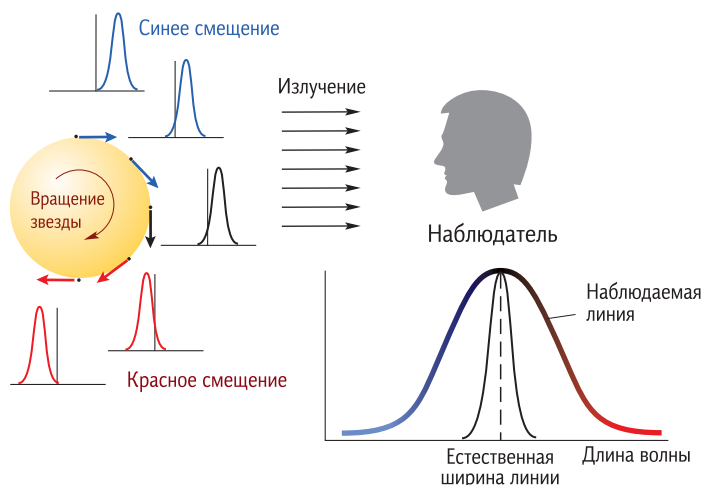 Синее смещение
Излучение
Вращение
звезды
Наблюдатель
Красное смещение
Наблюдаемая
линия
Естественная
ширина линии
Длина волны